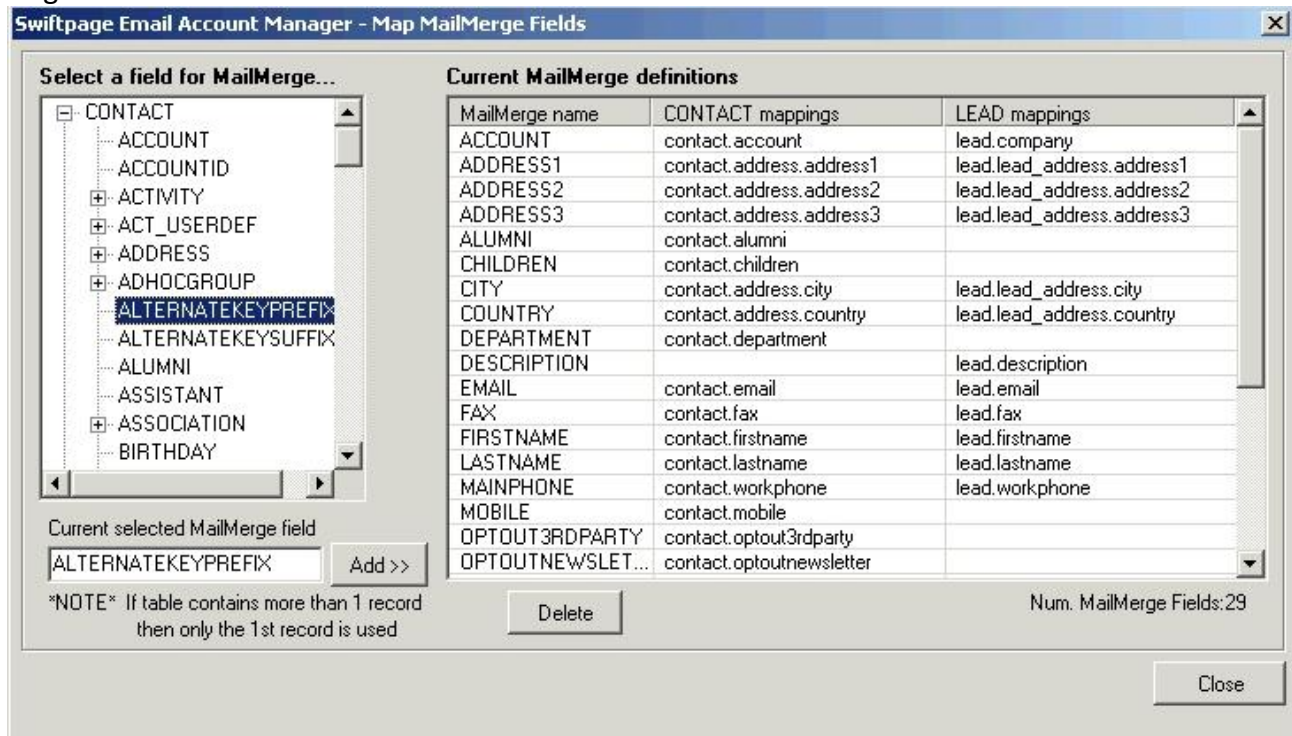 Swiftpage Email Account Manager - Map MailMerge Fields
Select a field for MailMerge...
CONTACT
ACCOUNT
ACCOUNTID
ACTIVITY
ACT_USERDEF
ADDRESS
ADHOCGROUP
ALTERNATEKEYPREFIX
ALTERNATEKEYSUFFIX
ALUMNI
ASSISTANT
ASSOCIATION
BIRTHDAY
Current selected MailMerge field
ALTERNATEKEYPREFIX Add >>
*NOTE* If table contains more than 1 record
then only the 1st record is used
Current MailMerge definitions
MailMerge name CONTACT mappings LEAD mappings
ACCOUNT contact.account lead.company
ADDRESS1 contact.address.address1 lead.lead_address.address1
ADDRESS2 contact.address.address2 lead.lead_address.address2
ADDRESS3 contact.address.address3 lead.lead_address.address3
ALUMNI contact.alumni
CHILDREN contact.children
CITY contact.address.city lead.lead_address.city
COUNTRY contact.address.country lead.lead_address.country
DEPARTMENT contact.department
DESCRIPTION lead.description
EMAIL contact.email lead.email
FAX contact.fax lead.fax
FIRSTNAME contact.firstname lead.firstname
LASTNAME contact.lastname lead.lastname
MAINPHONE contact.workphone lead.workphone
MOBILE contact.mobile
OPTOUT3RDPARTY contact.optout3rdparty
OPTOUTNEWSLET... contact.optoutnewsletter
Delete
Num. MailMerge Fields:29
Close